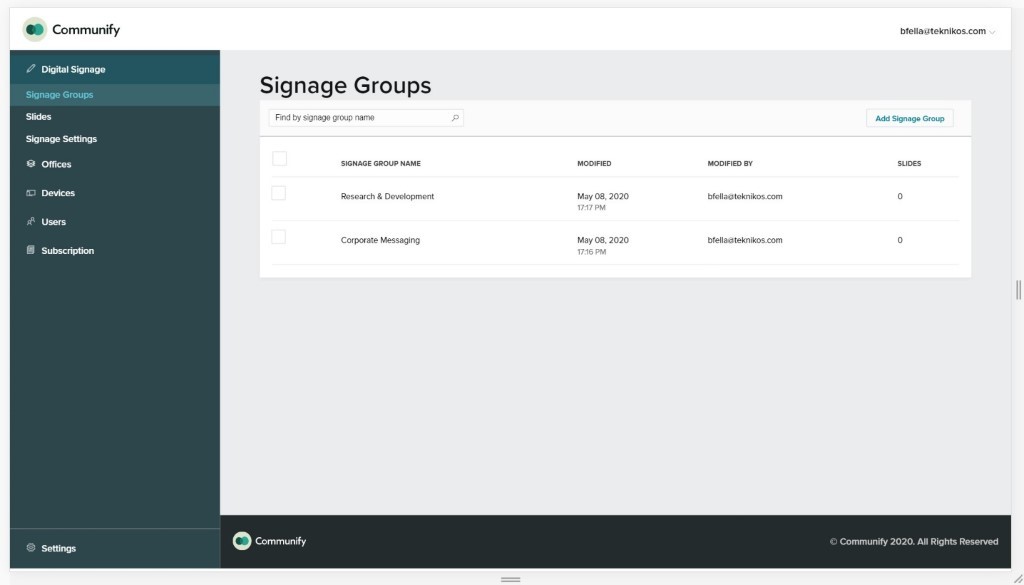 Communify
bfella@teknikos.com
Digital Signage
Signage Groups
Slides
Signage Settings
Offices
Devices
Users
Subscription
Settings
Signage Groups
Find by signage group name
Add Signage Group
SIGNAGE GROUP NAME MODIFIED MODIFIED BY SLIDES
Research & Development May 08, 2020 bfella@teknikos.com 0
17:17 PM
Corporate Messaging May 08, 2020 bfella@teknikos.com 0
17:16 PM
Communify
© Communify 2020. All Rights Reserved